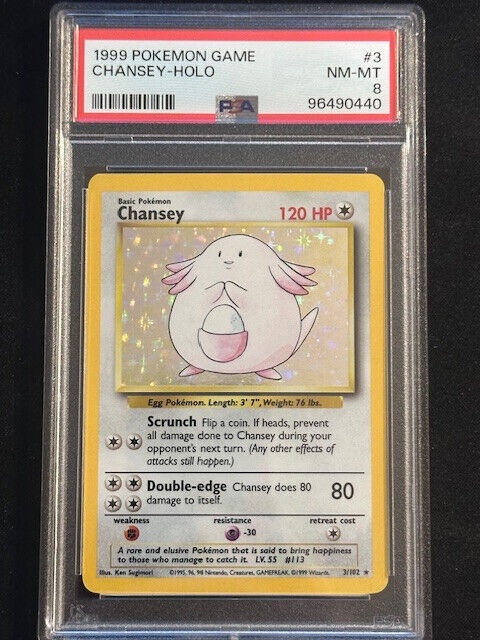 1999 POKEMON GAME #3
CHANSEY-HOLO NM-MT
8
PSA 96490440
Basic Pokémon
Chansey 120 HP
Egg Pokémon. Length: 3' 7", Weight: 76 lbs.
Scrunch Flip a coin. If heads, prevent
all damage done to Chansey during your
opponent's next turn. (Any other effects of
attacks still happen.)
Double-edge Chansey does 80
damage to itself. 80
weakness resistance retreat cost
-30
A rare and elusive Pokémon that is said to bring happiness
to those who manage to catch it. LV. 55 #113
Illus. Ken Sugimori ©1995, 96, 98 Nintendo, Creatures, GAMEFREAK. ©1999 Wizards. 3/102